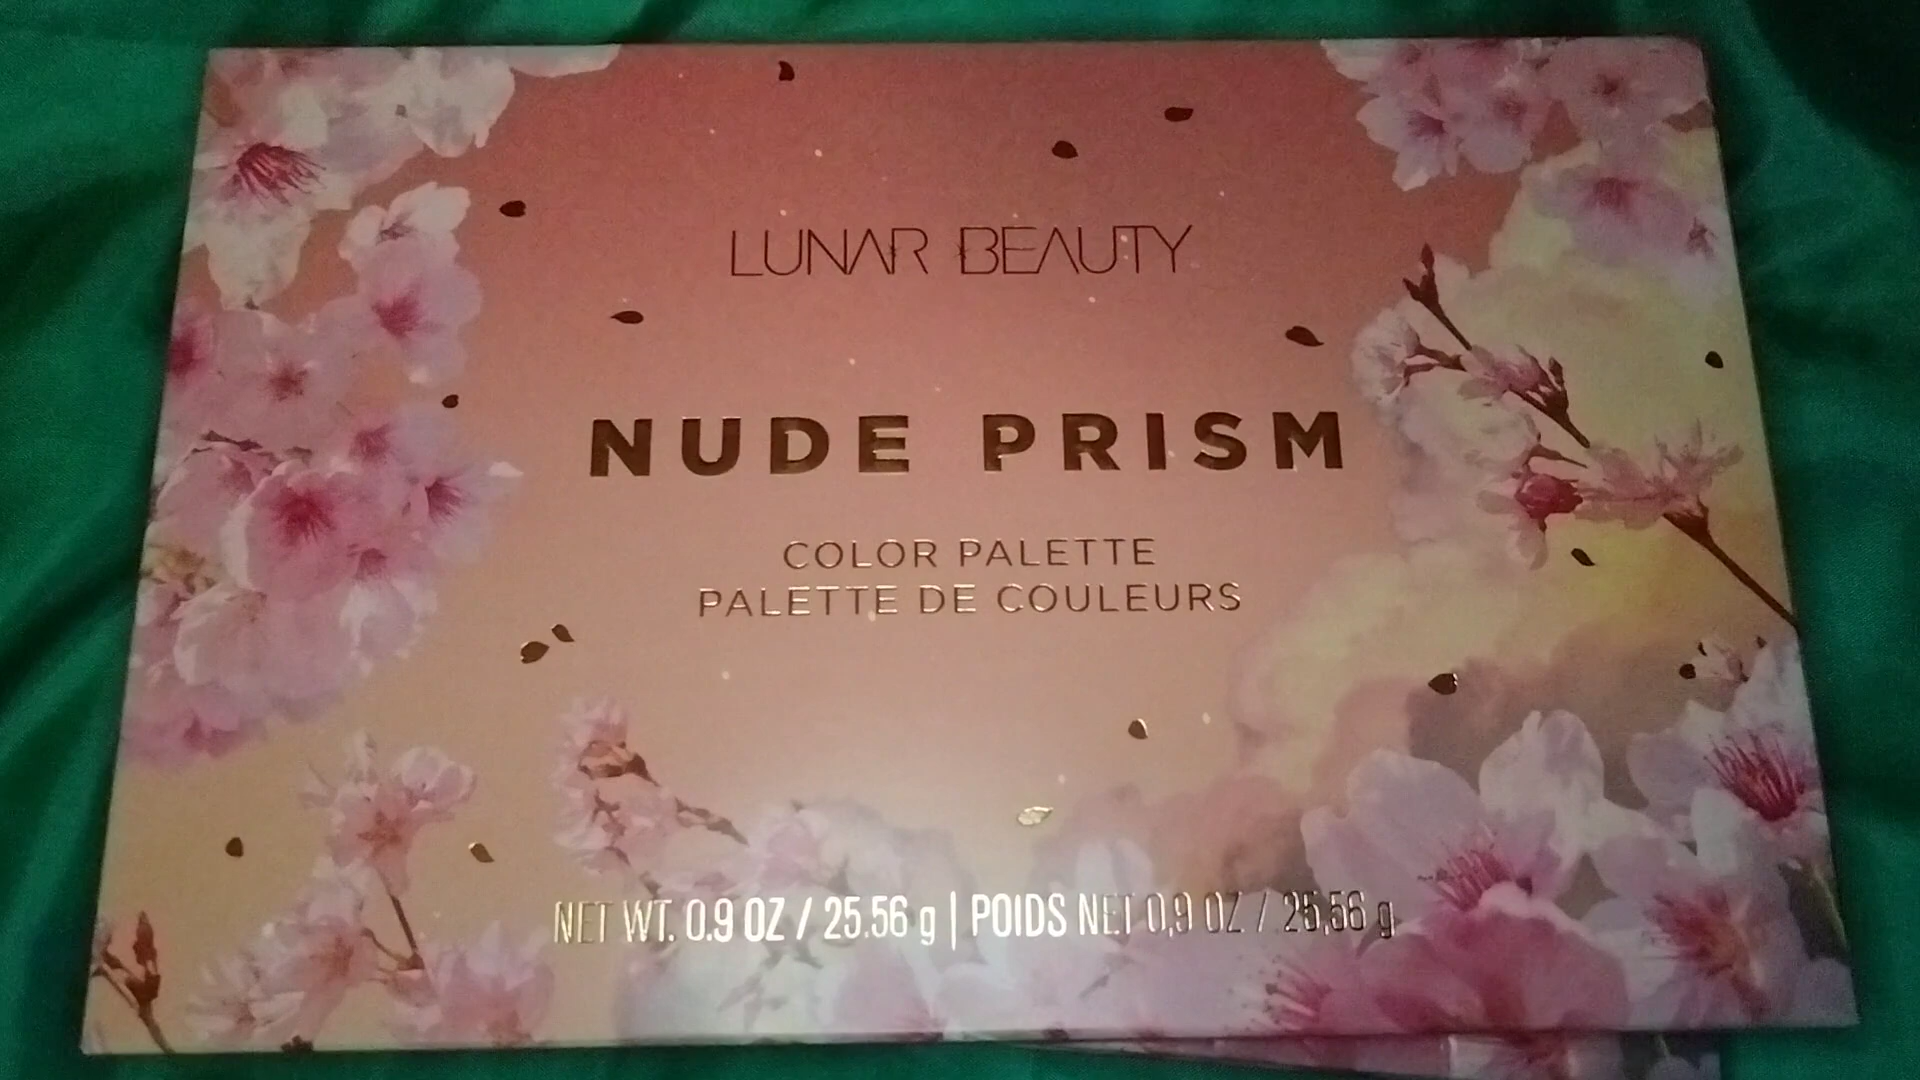 LUNAR BEAUTY
NUDE PRISM
COLOR PALETTE
PALETTE DE COULEURS
NET WT. 0.9 OZ / 25.56 g | POIDS NET 0,9 OZ / 25,56 g